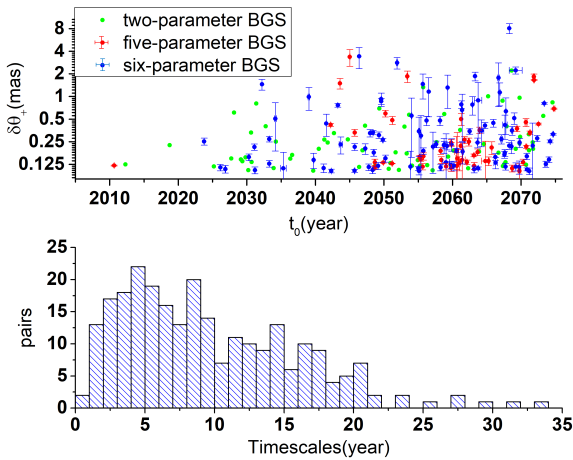 two-parameter BGS
five-parameter BGS
six-parameter BGS
δθ₊(mas)
8
4
2
1
0.5
0.25
0.125
2010 2020 2030 2040 2050 2060 2070
t₀(year)
pairs
25
20
15
10
5
0
0 5 10 15 20 25 30 35
Timescales(year)